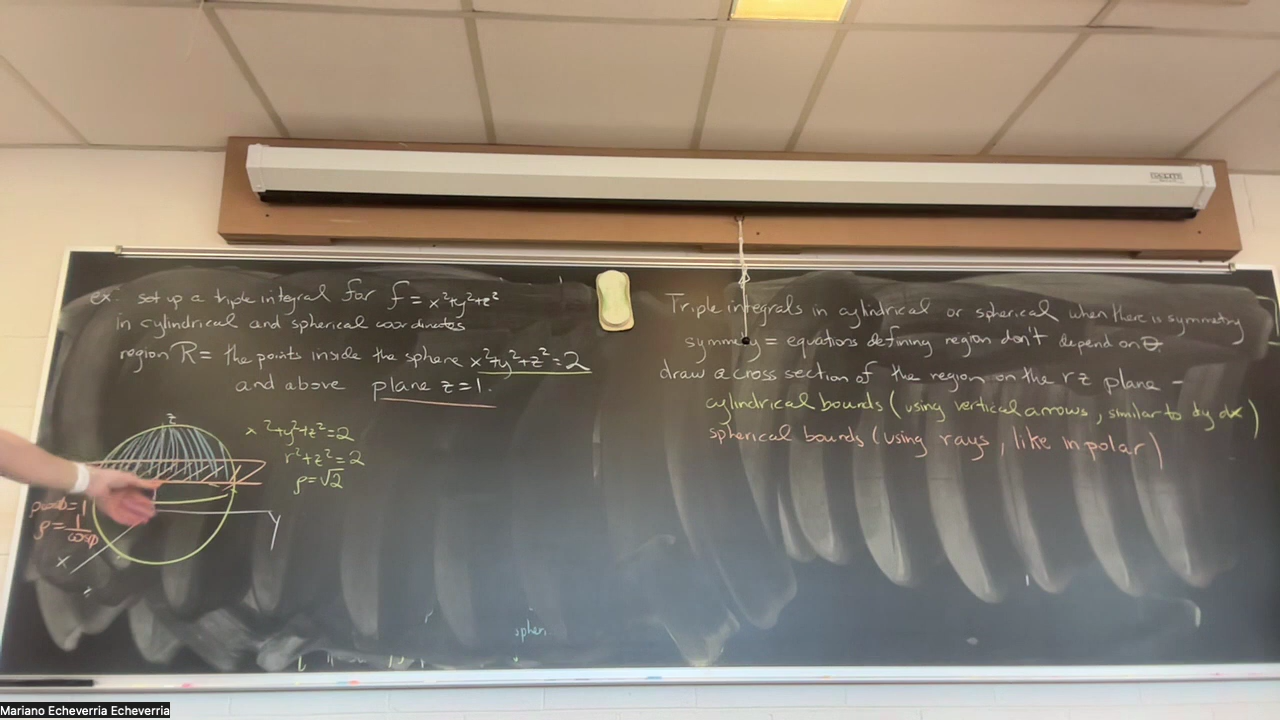 ex: set up a triple integral for f = x²+y²+z²
in cylindrical and spherical coordinates
region R = the points inside the sphere x²+y²+z²=2
and above plane z=1.
z
x²+y²+z²=2
r²+z²=2
ρ=√2
=1
ρ=1/cosφ
y
x
spheri
Triple integrals in cylindrical or spherical when there is symmetry
symmetry = equations defining region don't depend on θ.
draw a cross section of the region on the rz plane -
cylindrical bounds (using vertical arrows, similar to dy dx)
spherical bounds (using rays, like in polar)
Mariano Echeverria Echeverria